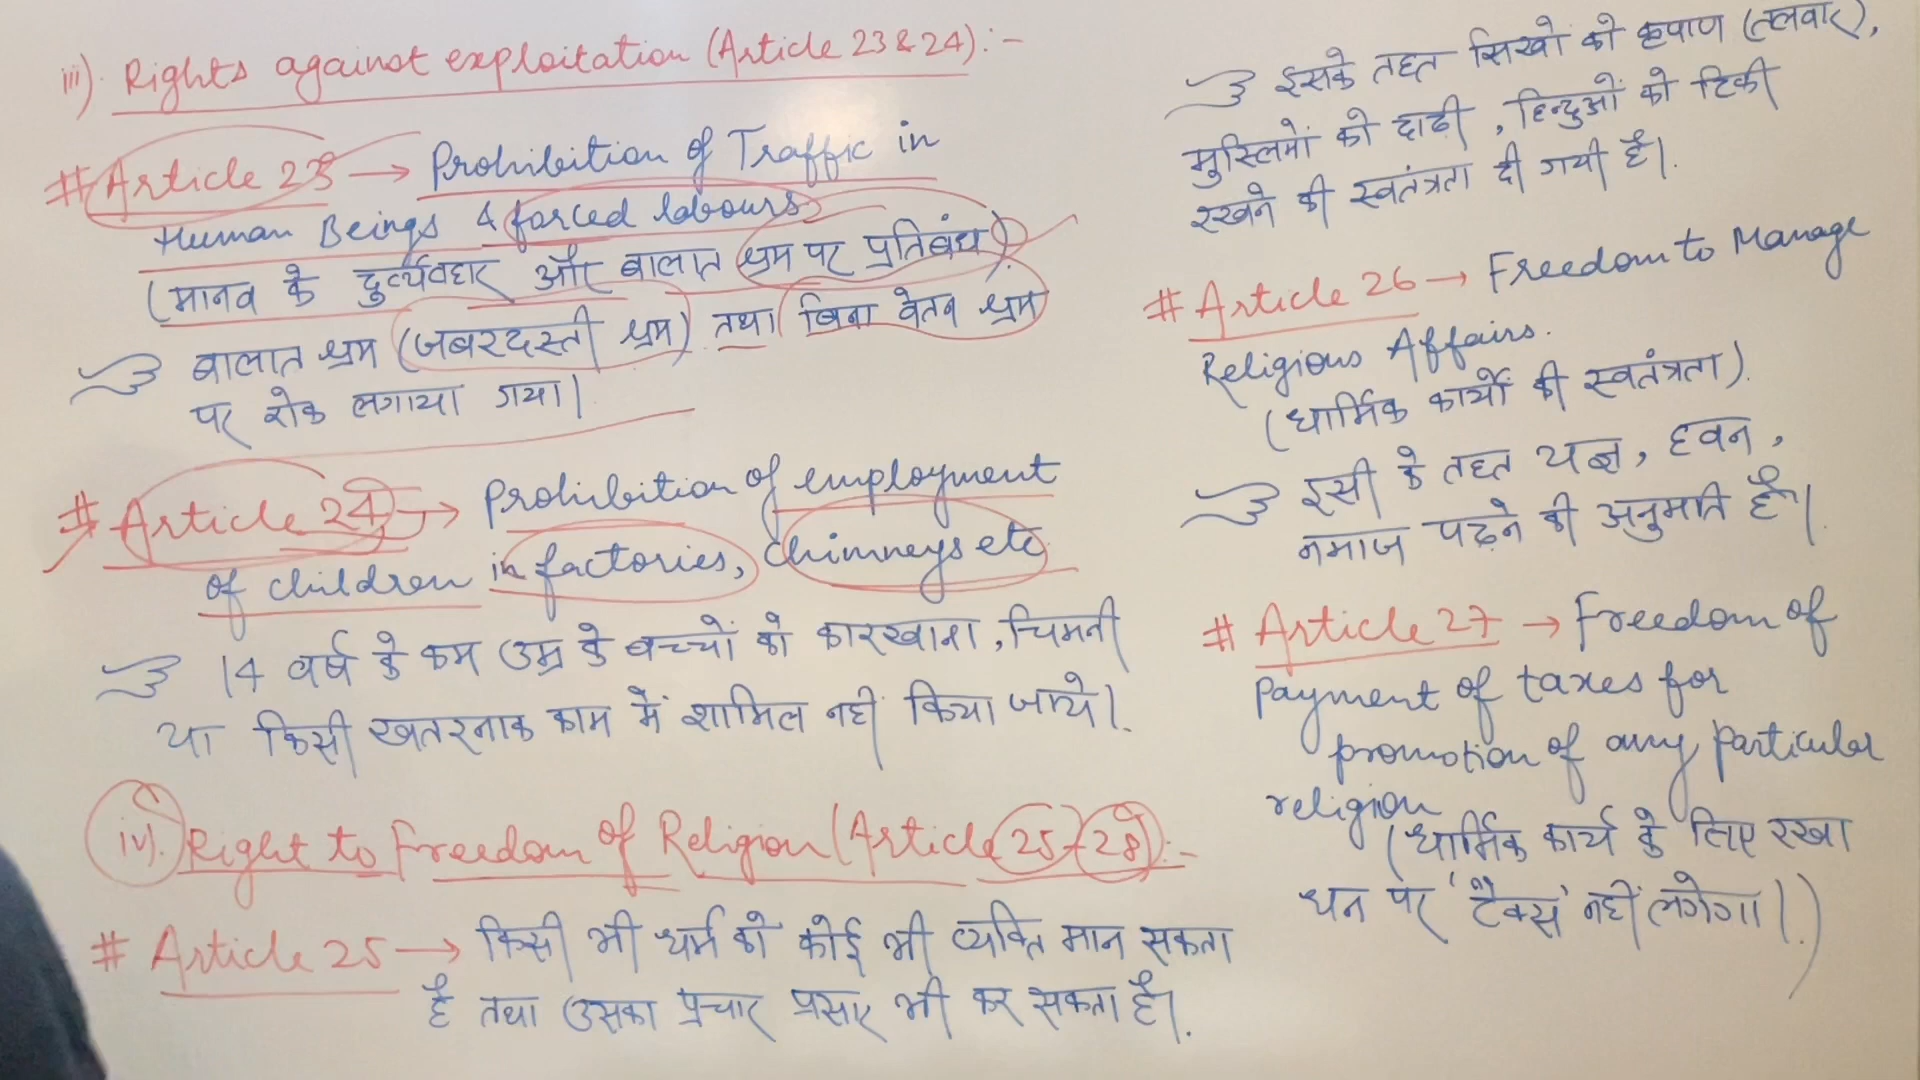 iii). Rights against exploitation (Article 23 & 24):-
# Article 23 → Prohibition of Traffic in
Human Beings & forced labours
(मानव के दुर्व्यवहार और बालात श्रम पर प्रतिबंध)
बालात श्रम (जबरदस्ती श्रम) तथा बिना वेतन श्रम
पर रोक लगाया गया।
# Article 24 → Prohibition of employment
of children in factories, chimneys etc
14 वर्ष के कम उम्र के बच्चों को कारखाना, चिमनी
या किसी खतरनाक काम में शामिल नहीं किया जाये।
iv). Right to Freedom of Religion (Article 25-28):-
# Article 25 → किसी भी धर्म को कोई भी व्यक्ति मान सकता
है तथा उसका प्रचार प्रसार भी कर सकता है।
इसके तहत सिखो को कृपाण (तलवार),
मुस्लिमों को दाढ़ी, हिन्दुओं को टिकी
रखने की स्वतंत्रता दी गयी है।
# Article 26 → Freedom to Manage
Religious Affairs.
(धार्मिक कार्यों की स्वतंत्रता)
इसी के तहत यज्ञ, हवन,
नमाज पढ़ने की अनुमति है।
# Article 27 → Freedom of
Payment of taxes for
promotion of any particular
religion
(धार्मिक कार्य के लिए रखा
धन पर 'टैक्स' नहीं लगेगा।)